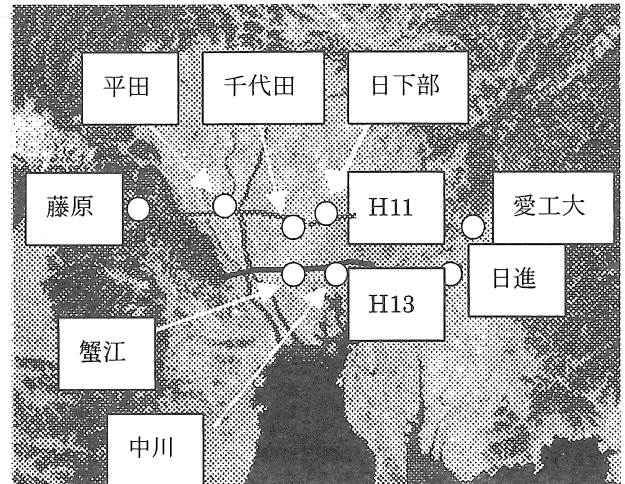 平田
千代田
日下部
藤原
H11
愛工大
日進
H13
蟹江
中川